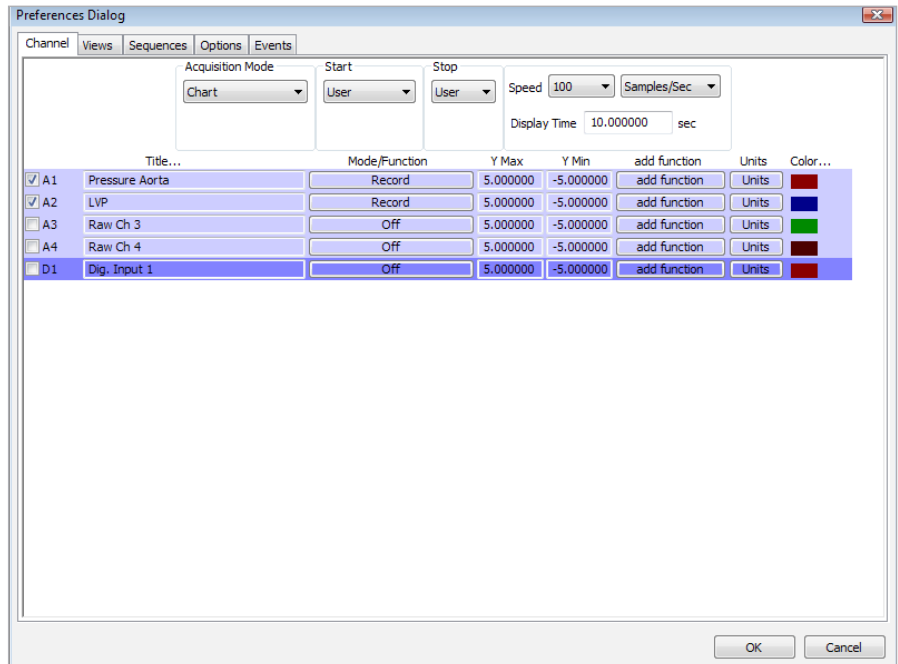 Preferences Dialog
Channel Views Sequences Options Events
Acquisition Mode Start Stop
Chart User User Speed 100 Samples/Sec
Display Time 10.000000 sec
Title... Mode/Function Y Max Y Min add function Units Color...
A1 Pressure Aorta Record 5.000000 -5.000000 add function Units
A2 LVP Record 5.000000 -5.000000 add function Units
A3 Raw Ch 3 Off 5.000000 -5.000000 add function Units
A4 Raw Ch 4 Off 5.000000 -5.000000 add function Units
D1 Dig. Input 1 Off 5.000000 -5.000000 add function Units
OK Cancel